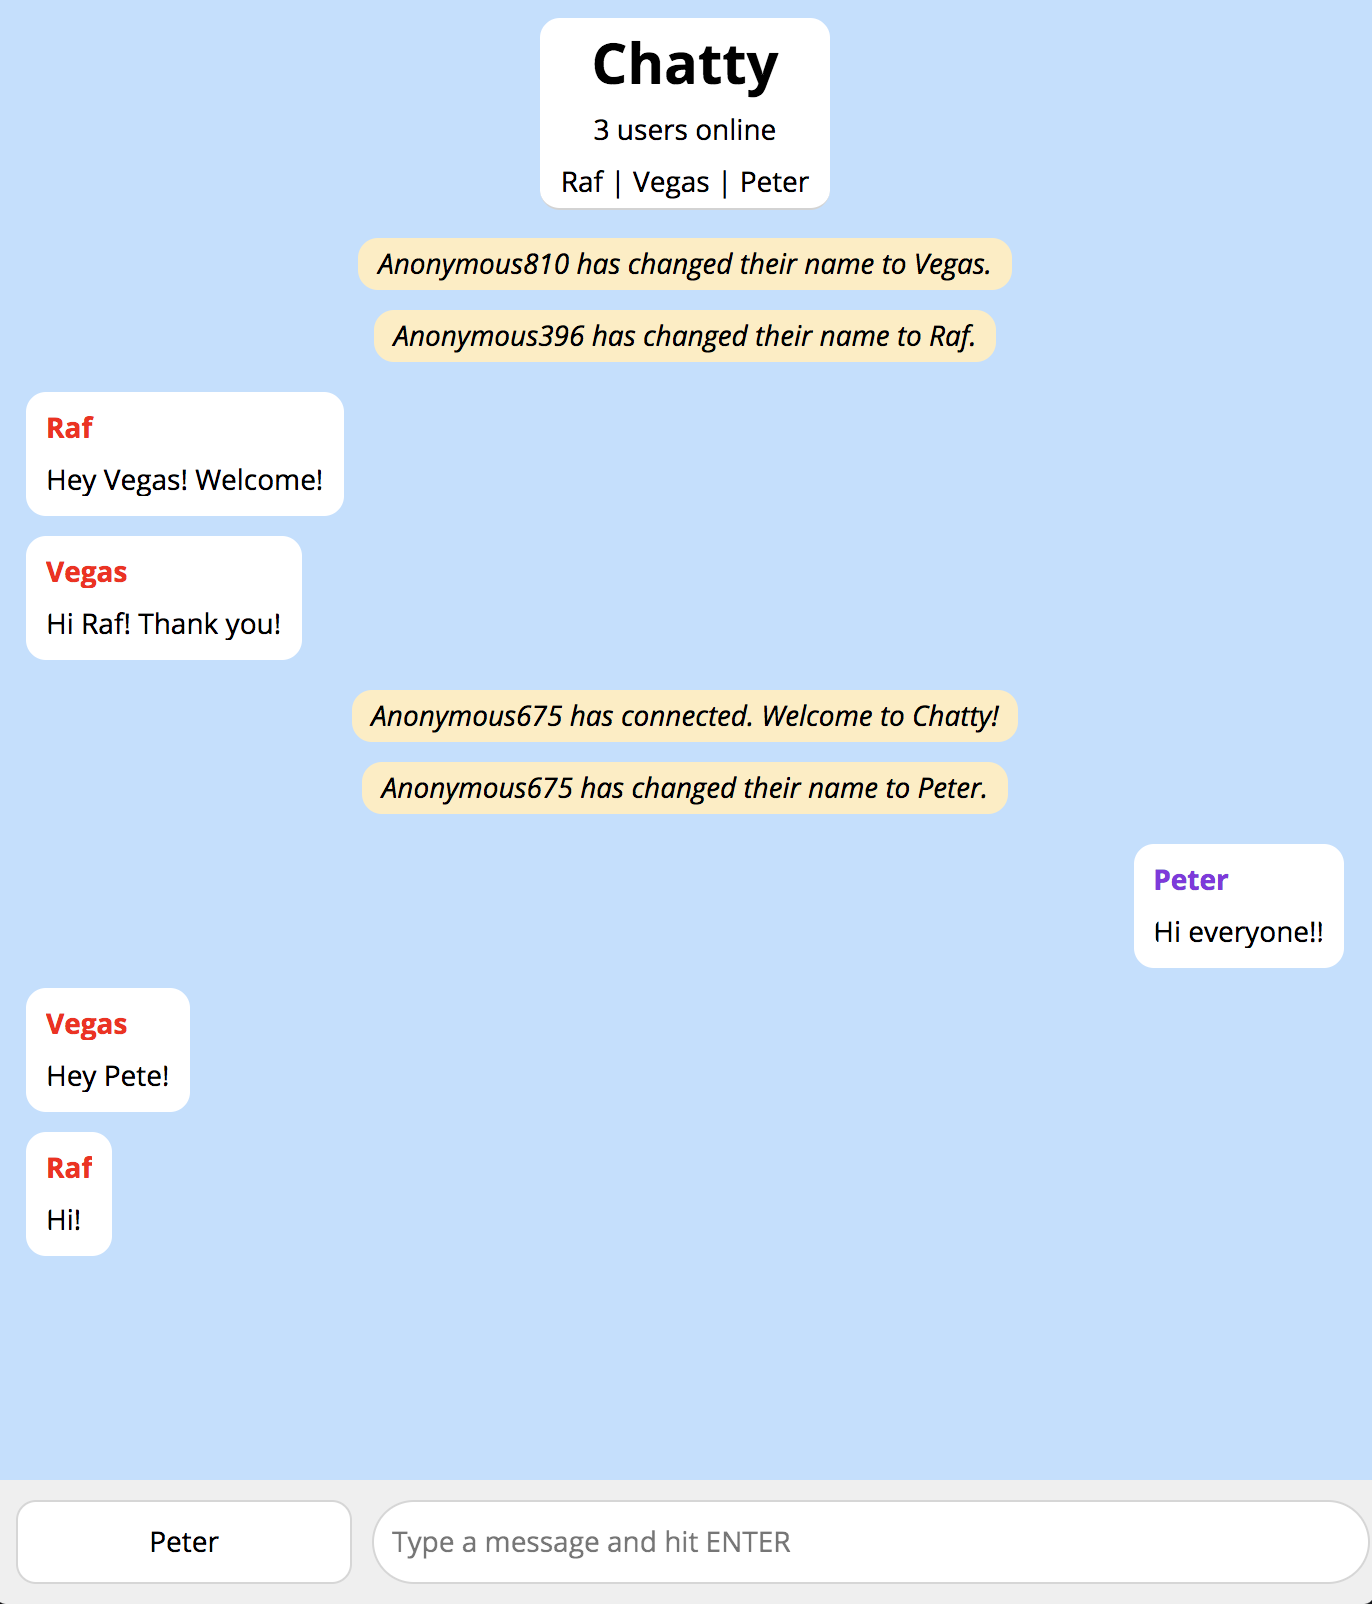 Chatty
3 users online
Raf | Vegas | Peter
Anonymous810 has changed their name to Vegas.
Anonymous396 has changed their name to Raf.
Raf
Hey Vegas! Welcome!
Vegas
Hi Raf! Thank you!
Anonymous675 has connected. Welcome to Chatty!
Anonymous675 has changed their name to Peter.
Peter
Hi everyone!!
Vegas
Hey Pete!
Raf
Hi!
Peter
Type a message and hit ENTER